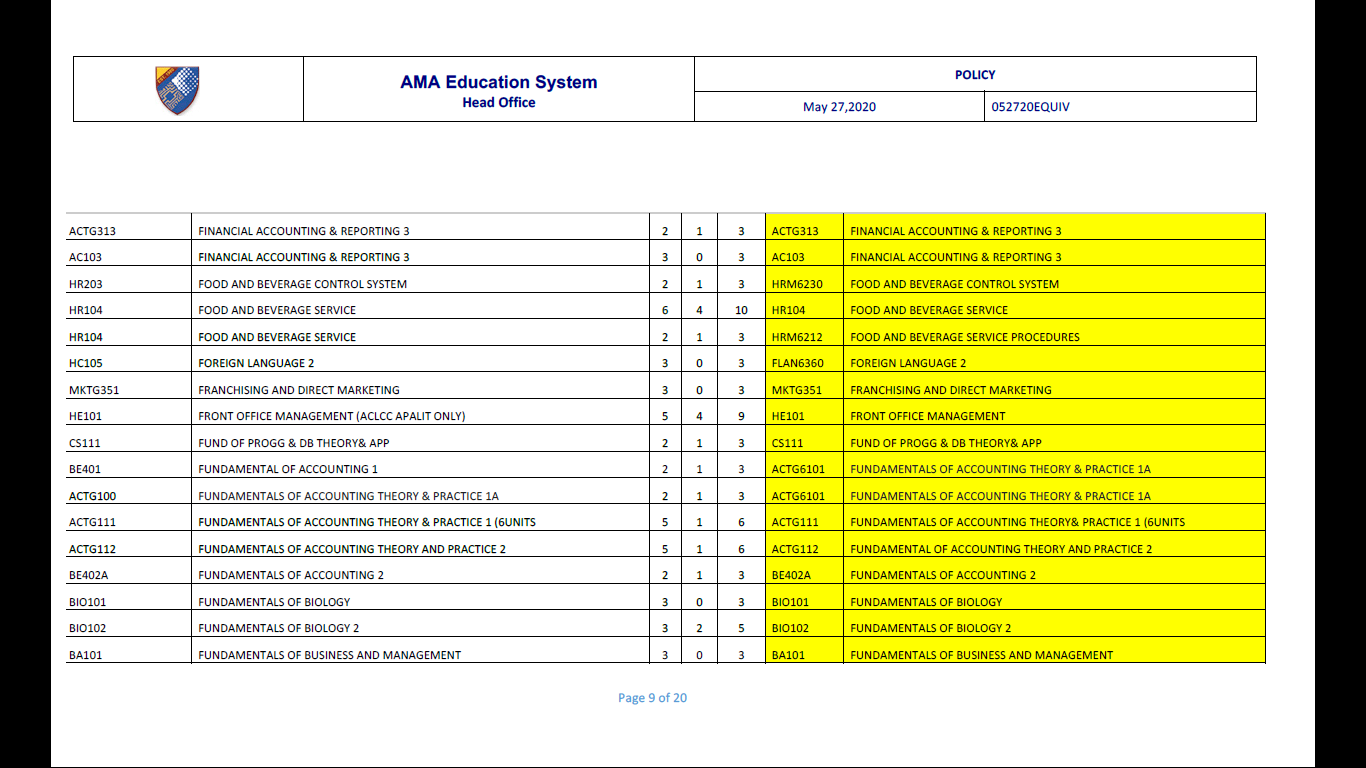 AMA Education System
Head Office
POLICY
May 27,2020
052720EQUIV
ACTG313 FINANCIAL ACCOUNTING & REPORTING 3 2 1 3 ACTG313 FINANCIAL ACCOUNTING & REPORTING 3
AC103 FINANCIAL ACCOUNTING & REPORTING 3 3 0 3 AC103 FINANCIAL ACCOUNTING & REPORTING 3
HR203 FOOD AND BEVERAGE CONTROL SYSTEM 2 1 3 HRM6230 FOOD AND BEVERAGE CONTROL SYSTEM
HR104 FOOD AND BEVERAGE SERVICE 6 4 10 HR104 FOOD AND BEVERAGE SERVICE
HR104 FOOD AND BEVERAGE SERVICE 2 1 3 HRM6212 FOOD AND BEVERAGE SERVICE PROCEDURES
HC105 FOREIGN LANGUAGE 2 3 0 3 FLAN6360 FOREIGN LANGUAGE 2
MKTG351 FRANCHISING AND DIRECT MARKETING 3 0 3 MKTG351 FRANCHISING AND DIRECT MARKETING
HE101 FRONT OFFICE MANAGEMENT (ACLCC APALIT ONLY) 5 4 9 HE101 FRONT OFFICE MANAGEMENT
CS111 FUND OF PROGG & DB THEORY& APP 2 1 3 CS111 FUND OF PROGG & DB THEORY& APP
BE401 FUNDAMENTAL OF ACCOUNTING 1 2 1 3 ACTG6101 FUNDAMENTALS OF ACCOUNTING THEORY & PRACTICE 1A
ACTG100 FUNDAMENTALS OF ACCOUNTING THEORY & PRACTICE 1A 2 1 3 ACTG6101 FUNDAMENTALS OF ACCOUNTING THEORY & PRACTICE 1A
ACTG111 FUNDAMENTALS OF ACCOUNTING THEORY & PRACTICE 1 (6UNITS 5 1 6 ACTG111 FUNDAMENTALS OF ACCOUNTING THEORY& PRACTICE 1 (6UNITS
ACTG112 FUNDAMENTALS OF ACCOUNTING THEORY AND PRACTICE 2 5 1 6 ACTG112 FUNDAMENTAL OF ACCOUNTING THEORY AND PRACTICE 2
BE402A FUNDAMENTALS OF ACCOUNTING 2 2 1 3 BE402A FUNDAMENTALS OF ACCOUNTING 2
BIO101 FUNDAMENTALS OF BIOLOGY 3 0 3 BIO101 FUNDAMENTALS OF BIOLOGY
BIO102 FUNDAMENTALS OF BIOLOGY 2 3 2 5 BIO102 FUNDAMENTALS OF BIOLOGY 2
BA101 FUNDAMENTALS OF BUSINESS AND MANAGEMENT 3 0 3 BA101 FUNDAMENTALS OF BUSINESS AND MANAGEMENT
Page 9 of 20